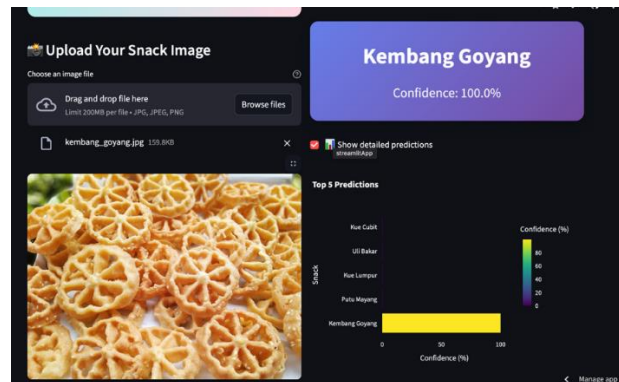 Upload Your Snack Image
Choose an image file
Drag and drop file here
Limit 200MB per file • JPG, JPEG, PNG
Browse files
kembang_goyang.jpg 159.8KB
Kembang Goyang
Confidence: 100.0%
Show detailed predictions
streamlitApp
Top 5 Predictions
Snack
Kue Cubit
Uli Bakar
Kue Lumpur
Putu Mayang
Kembang Goyang
0 50 100
Confidence (%)
Confidence (%)
80
60
40
20
0
Manage app